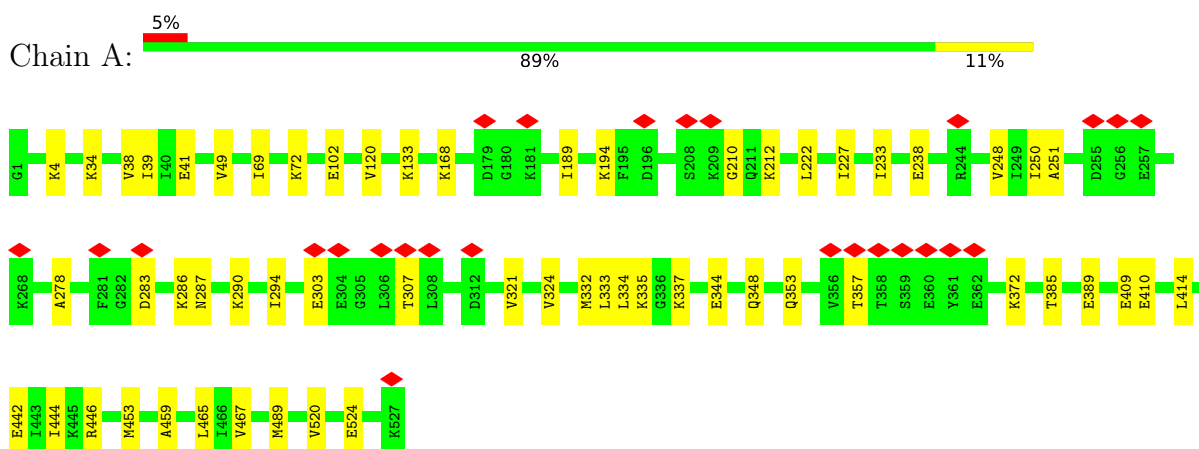 5%
Chain A:
89%
11%
G1 K4 K34 V38 I39 I40 E41 V49 I69 K72 E102 V120 K133 K168 D179 G180 K181 I189 K194 F195 D196 S208 K209 G210 Q211 K212 L222 I227 I233 E238 R244 V248 I249 I250 A251 D255 G256 E257
K268 A278 F281 G282 D283 K286 N287 K290 I294 E303 E304 G305 L306 T307 L308 D312 V321 V324 M332 L333 L334 K335 G336 K337 E344 Q348 Q353 V356 T357 T358 S359 E360 Y361 E362 K372 T385 E389 E409 E410 L414
E442 I443 I444 K445 R446 M453 A459 L465 I466 V467 M489 V520 E524 K527